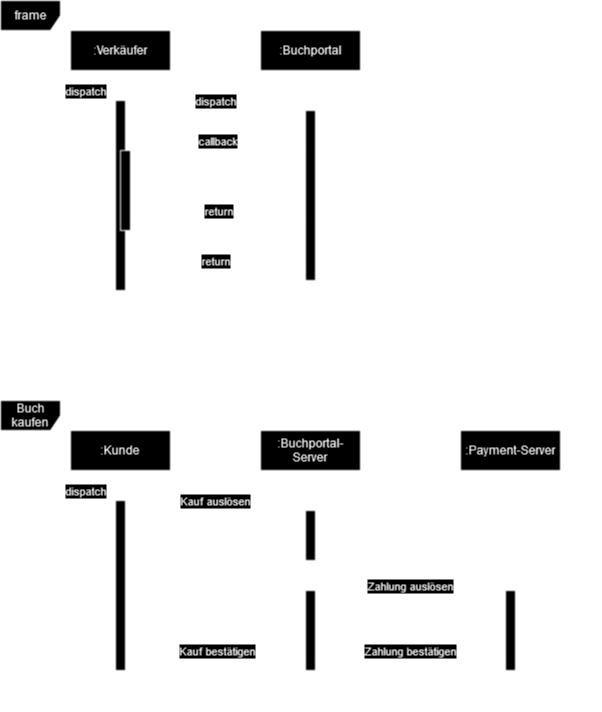 frame
:Verkäufer
:Buchportal
dispatch
dispatch
callback
return
return
Buch
kaufen
:Kunde
:Buchportal-
Server
:Payment-Server
dispatch
Kauf auslösen
Zahlung auslösen
Kauf bestätigen
Zahlung bestätigen